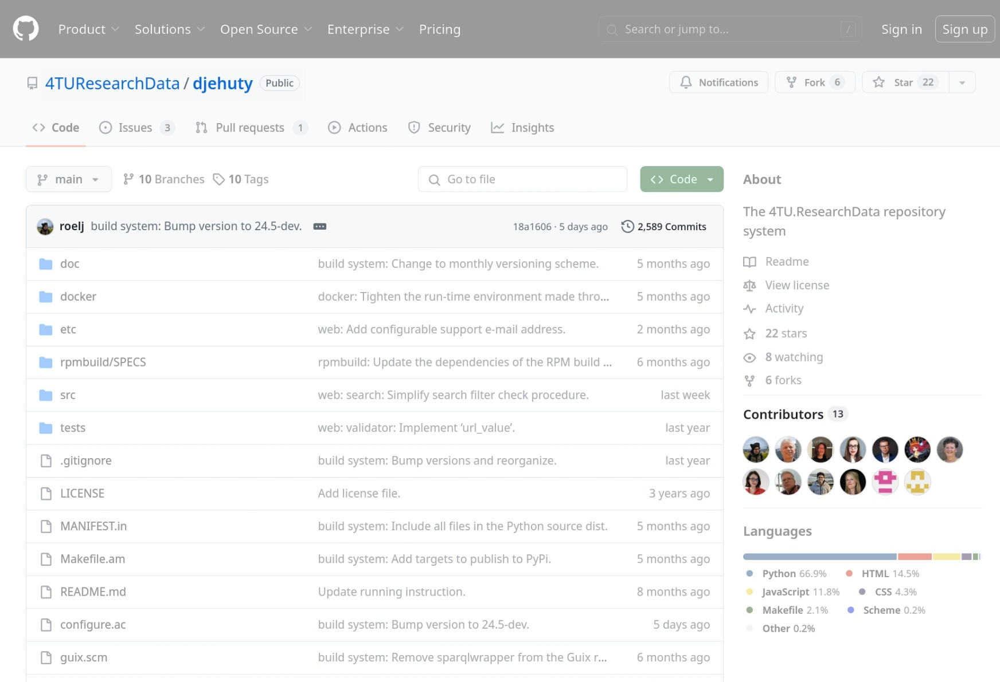 Product Solutions Open Source Enterprise Pricing Search or jump to... / Sign in Sign up
4TUResearchData / djehuty Public Notifications Fork 6 Star 22
Code Issues 3 Pull requests 1 Actions Security Insights
main 10 Branches 10 Tags Go to file Code
roelj build system: Bump version to 24.5-dev. 18a1606 · 5 days ago 2,589 Commits
doc build system: Change to monthly versioning scheme. 5 months ago
docker docker: Tighten the run-time environment made thro... 5 months ago
etc web: Add configurable support e-mail address. 2 months ago
rpmbuild/SPECS rpmbuild: Update the dependencies of the RPM build ... 6 months ago
src web: search: Simplify search filter check procedure. last week
tests web: validator: Implement ‘url_value’. last year
.gitignore build system: Bump versions and reorganize. last year
LICENSE Add license file. 3 years ago
MANIFEST.in build system: Include all files in the Python source dist. 5 months ago
Makefile.am build system: Add targets to publish to PyPi. 5 months ago
README.md Update running instruction. 8 months ago
configure.ac build system: Bump version to 24.5-dev. 5 days ago
guix.scm build system: Remove sparqlwrapper from the Guix r... 6 months ago
About
The 4TU.ResearchData repository
system
Readme
View license
Activity
22 stars
8 watching
6 forks
Contributors 13
Languages
Python 66.9% HTML 14.5%
JavaScript 11.8% CSS 4.3%
Makefile 2.1% Scheme 0.2%
Other 0.2%